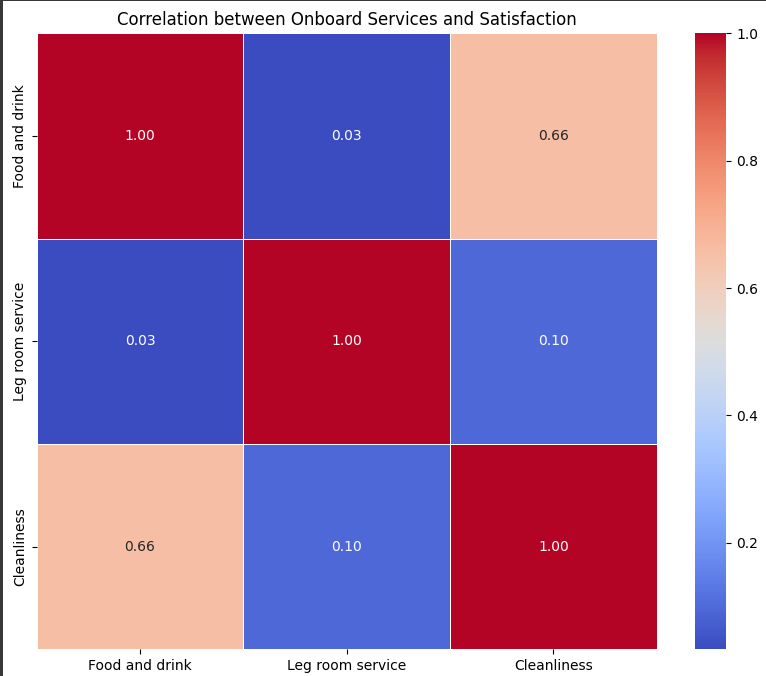 Correlation between Onboard Services and Satisfaction
Food and drink
1.00
0.03
0.66
Leg room service
0.03
1.00
0.10
Cleanliness
0.66
0.10
1.00
Food and drink
Leg room service
Cleanliness
1.0
0.8
0.6
0.4
0.2